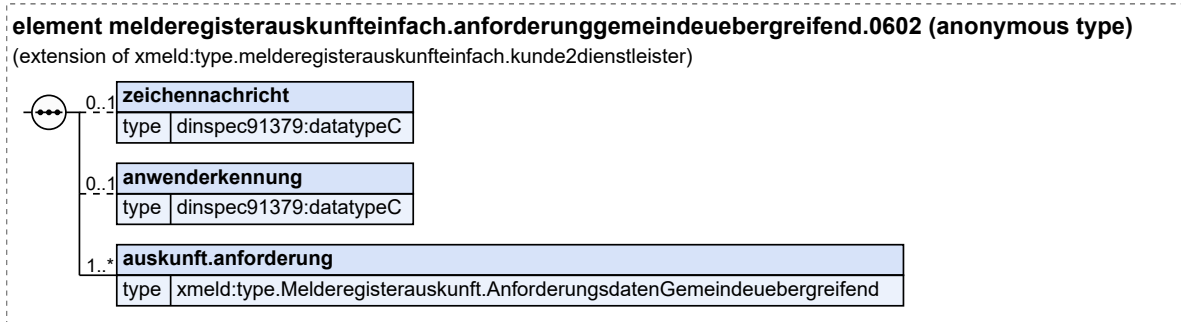 element melderegisterauskunfteinfach.anforderunggemeindeuebergreifend.0602 (anonymous type)
(extension of xmeld:type.melderegisterauskunfteinfach.kunde2dienstleister)
0..1 zeichennachricht
type dinspec91379:datatypeC
0..1 anwenderkennung
type dinspec91379:datatypeC
1..* auskunft.anforderung
type xmeld:type.Melderegisterauskunft.AnforderungsdatenGemeindeuebergreifend